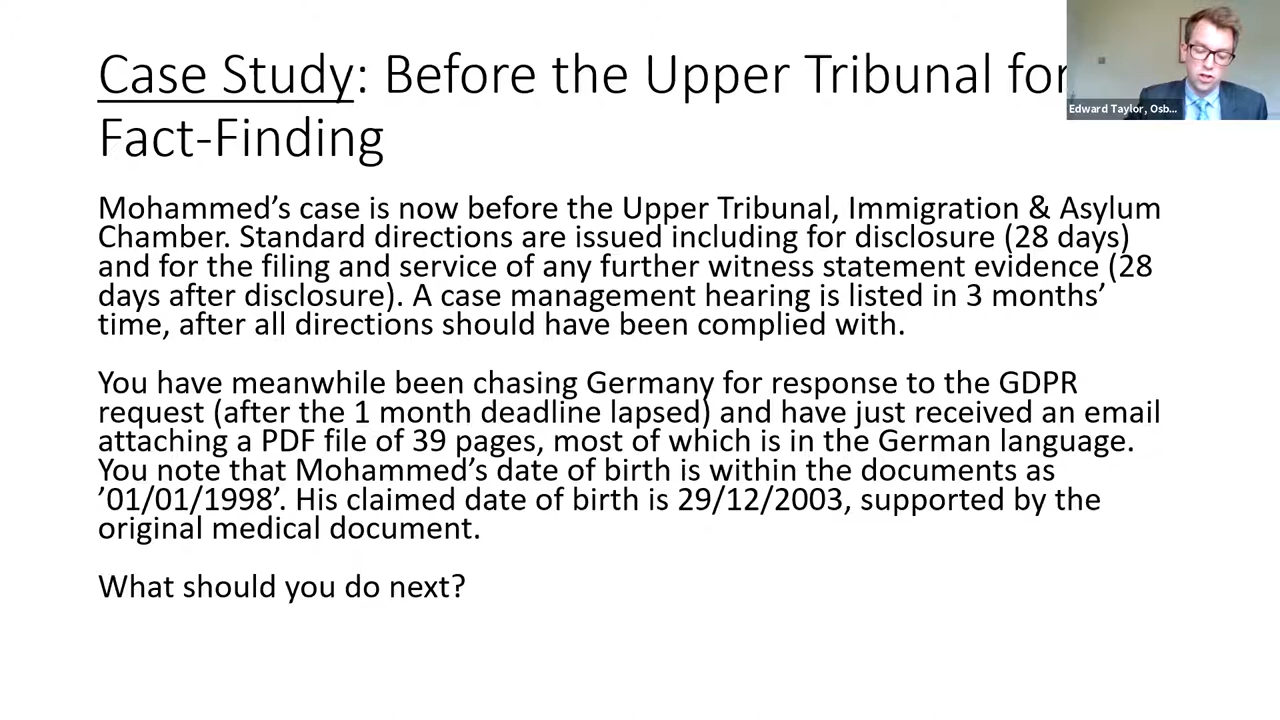 Case Study: Before the Upper Tribunal for
Fact-Finding
Edward Taylor, Osb...
Mohammed’s case is now before the Upper Tribunal, Immigration & Asylum
Chamber. Standard directions are issued including for disclosure (28 days)
and for the filing and service of any further witness statement evidence (28
days after disclosure). A case management hearing is listed in 3 months’
time, after all directions should have been complied with.
You have meanwhile been chasing Germany for response to the GDPR
request (after the 1 month deadline lapsed) and have just received an email
attaching a PDF file of 39 pages, most of which is in the German language.
You note that Mohammed’s date of birth is within the documents as
’01/01/1998’. His claimed date of birth is 29/12/2003, supported by the
original medical document.
What should you do next?